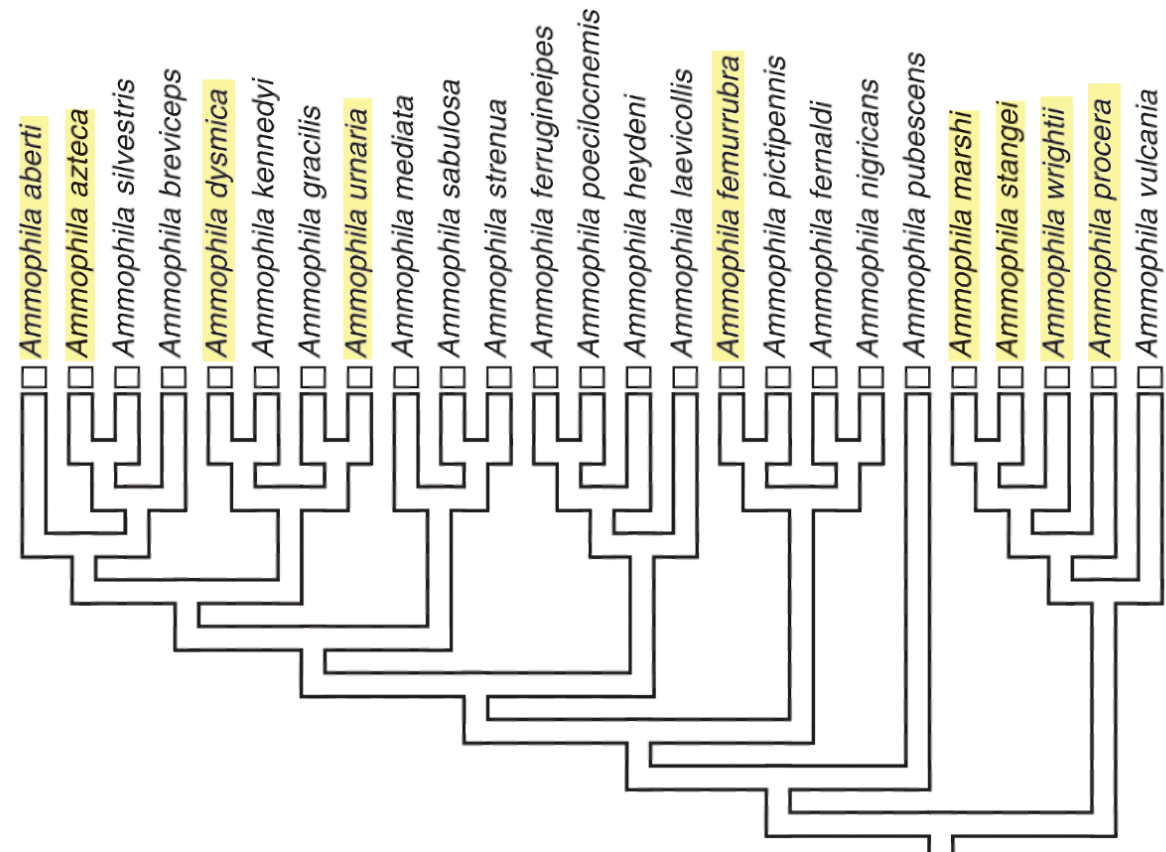 Ammophila aberti
Ammophila azteca
Ammophila silvestris
Ammophila breviceps
Ammophila dysmica
Ammophila kennedyi
Ammophila gracilis
Ammophila urnaria
Ammophila mediata
Ammophila sabulosa
Ammophila strenua
Ammophila ferrugineipes
Ammophila poecilocnemis
Ammophila heydeni
Ammophila laevicollis
Ammophila femurrubra
Ammophila pictipennis
Ammophila fernaldi
Ammophila nigricans
Ammophila pubescens
Ammophila marshi
Ammophila stangei
Ammophila wrightii
Ammophila procera
Ammophila vulcania